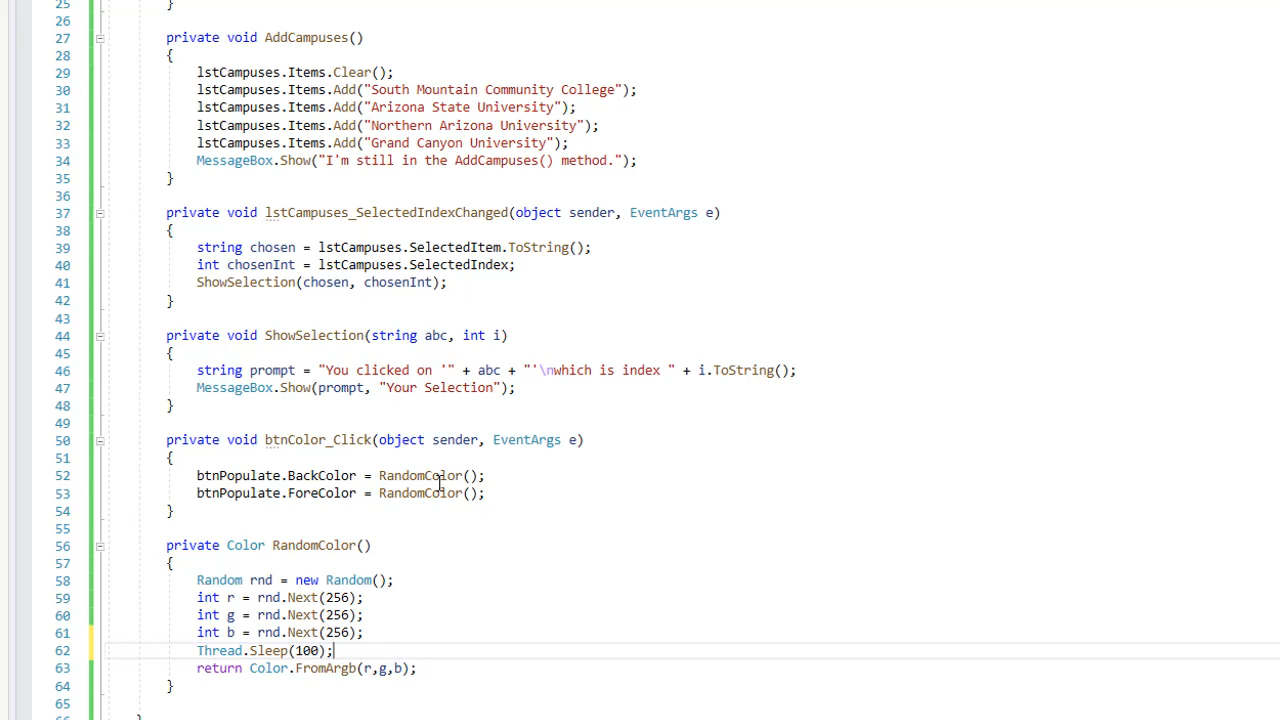 25 }
26
27 private void AddCampuses()
28 {
29 lstCampuses.Items.Clear();
30 lstCampuses.Items.Add("South Mountain Community College");
31 lstCampuses.Items.Add("Arizona State University");
32 lstCampuses.Items.Add("Northern Arizona University");
33 lstCampuses.Items.Add("Grand Canyon University");
34 MessageBox.Show("I'm still in the AddCampuses() method.");
35 }
36
37 private void lstCampuses_SelectedIndexChanged(object sender, EventArgs e)
38 {
39 string chosen = lstCampuses.SelectedItem.ToString();
40 int chosenInt = lstCampuses.SelectedIndex;
41 ShowSelection(chosen, chosenInt);
42 }
43
44 private void ShowSelection(string abc, int i)
45 {
46 string prompt = "You clicked on '" + abc + "'\nwhich is index " + i.ToString();
47 MessageBox.Show(prompt, "Your Selection");
48 }
49
50 private void btnColor_Click(object sender, EventArgs e)
51 {
52 btnPopulate.BackColor = RandomColor();
53 btnPopulate.ForeColor = RandomColor();
54 }
55
56 private Color RandomColor()
57 {
58 Random rnd = new Random();
59 int r = rnd.Next(256);
60 int g = rnd.Next(256);
61 int b = rnd.Next(256);
62 Thread.Sleep(100);
63 return Color.FromArgb(r,g,b);
64 }
65
66 }